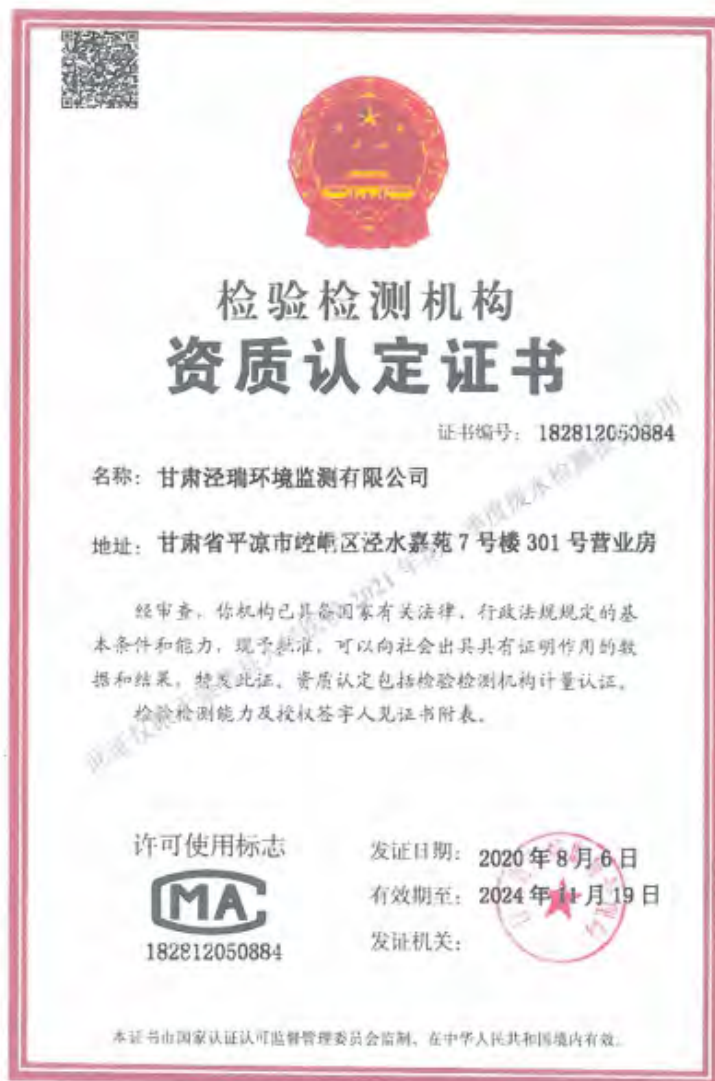 检验检测机构
资质认定证书
证书编号：182812050884
名称：甘肃泾瑞环境监测有限公司
地址：甘肃省平凉市崆峒区泾水嘉苑7号楼301号营业房
经审查，你机构已具备国家有关法律、行政法规规定的基
本条件和能力，现予批准，可以向社会出具具有证明作用的数
据和结果，特发此证。资质认定包括检验检测机构计量认证。
检验检测能力及授权签字人见证书附表。
许可使用标志
MA
182812050884
发证日期：2020年8月6日
有效期至：2024年11月19日
发证机关：
本证书由国家认证认可监督管理委员会监制，在中华人民共和国境内有效。